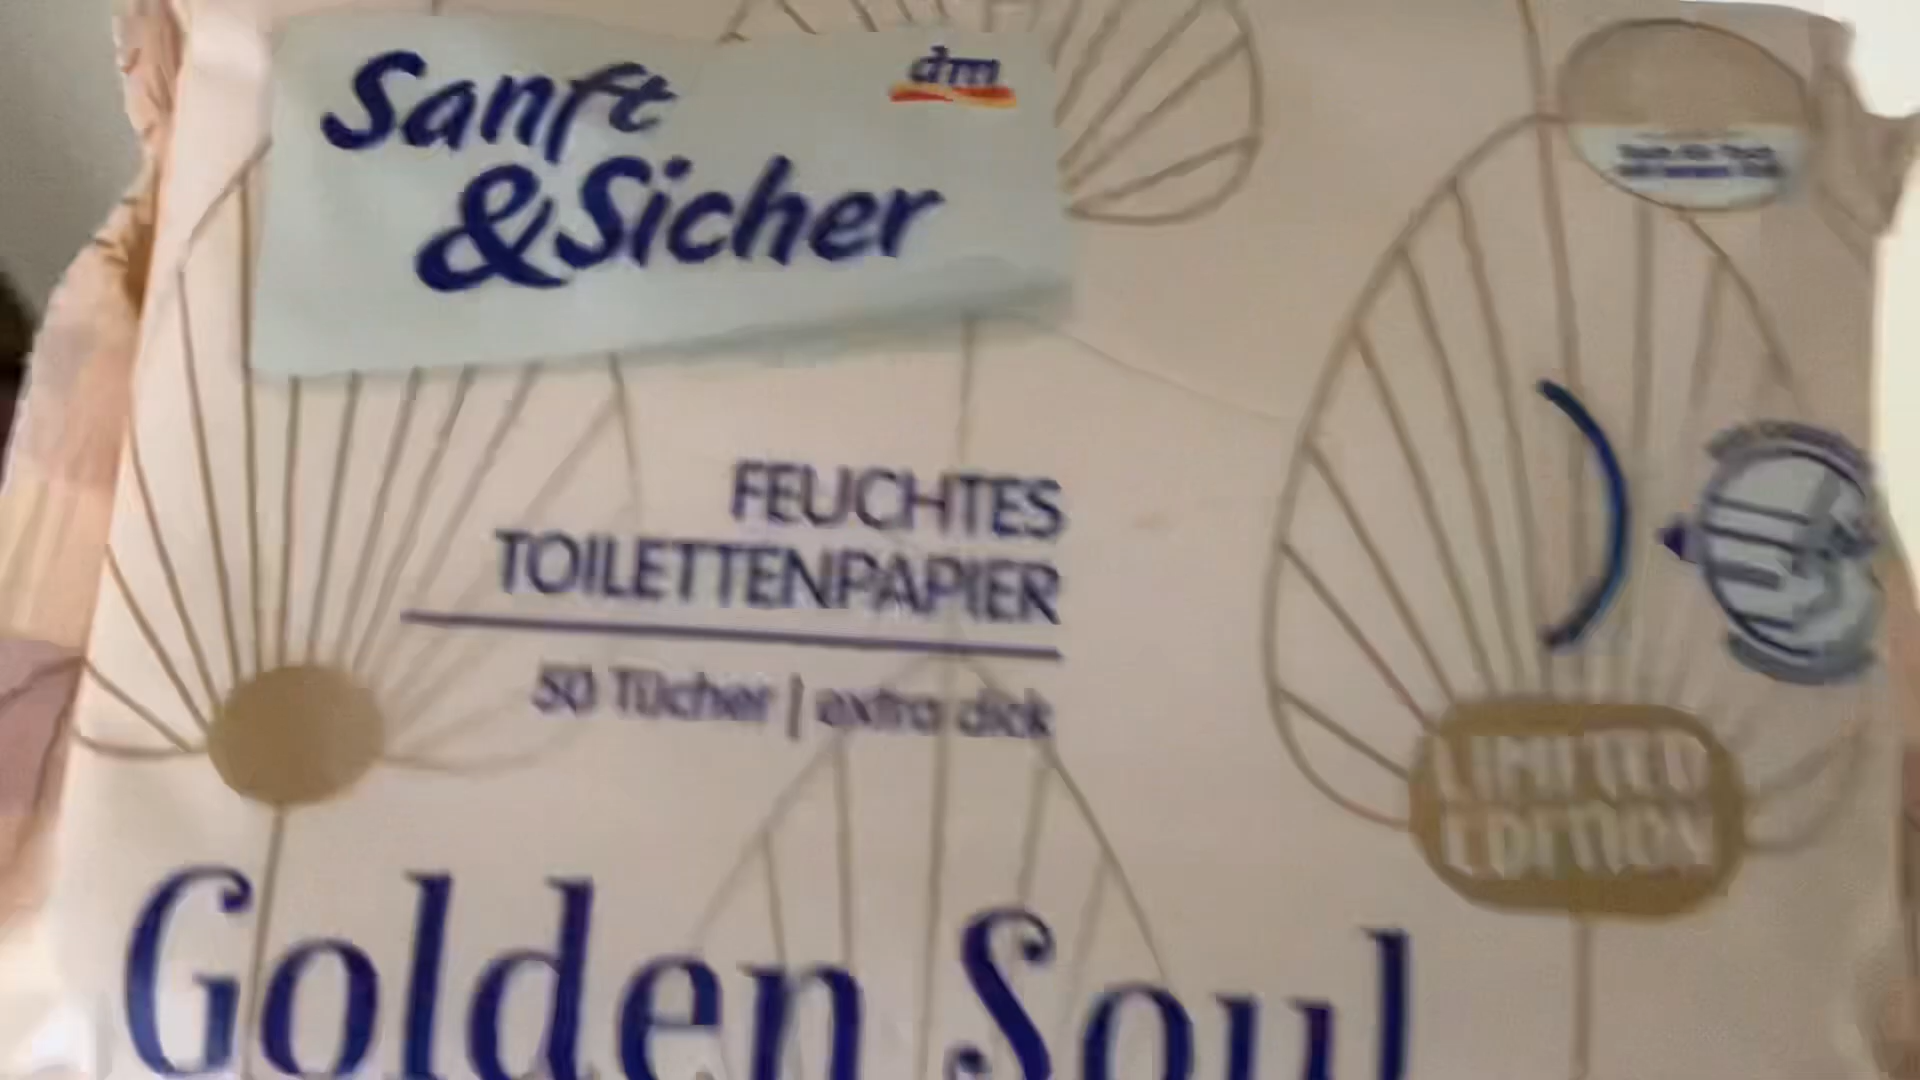 Sanft
&Sicher
dm
FEUCHTES
TOILETTENPAPIER
50 Tücher | extra dick
LIMITED
EDITION
Golden Soul